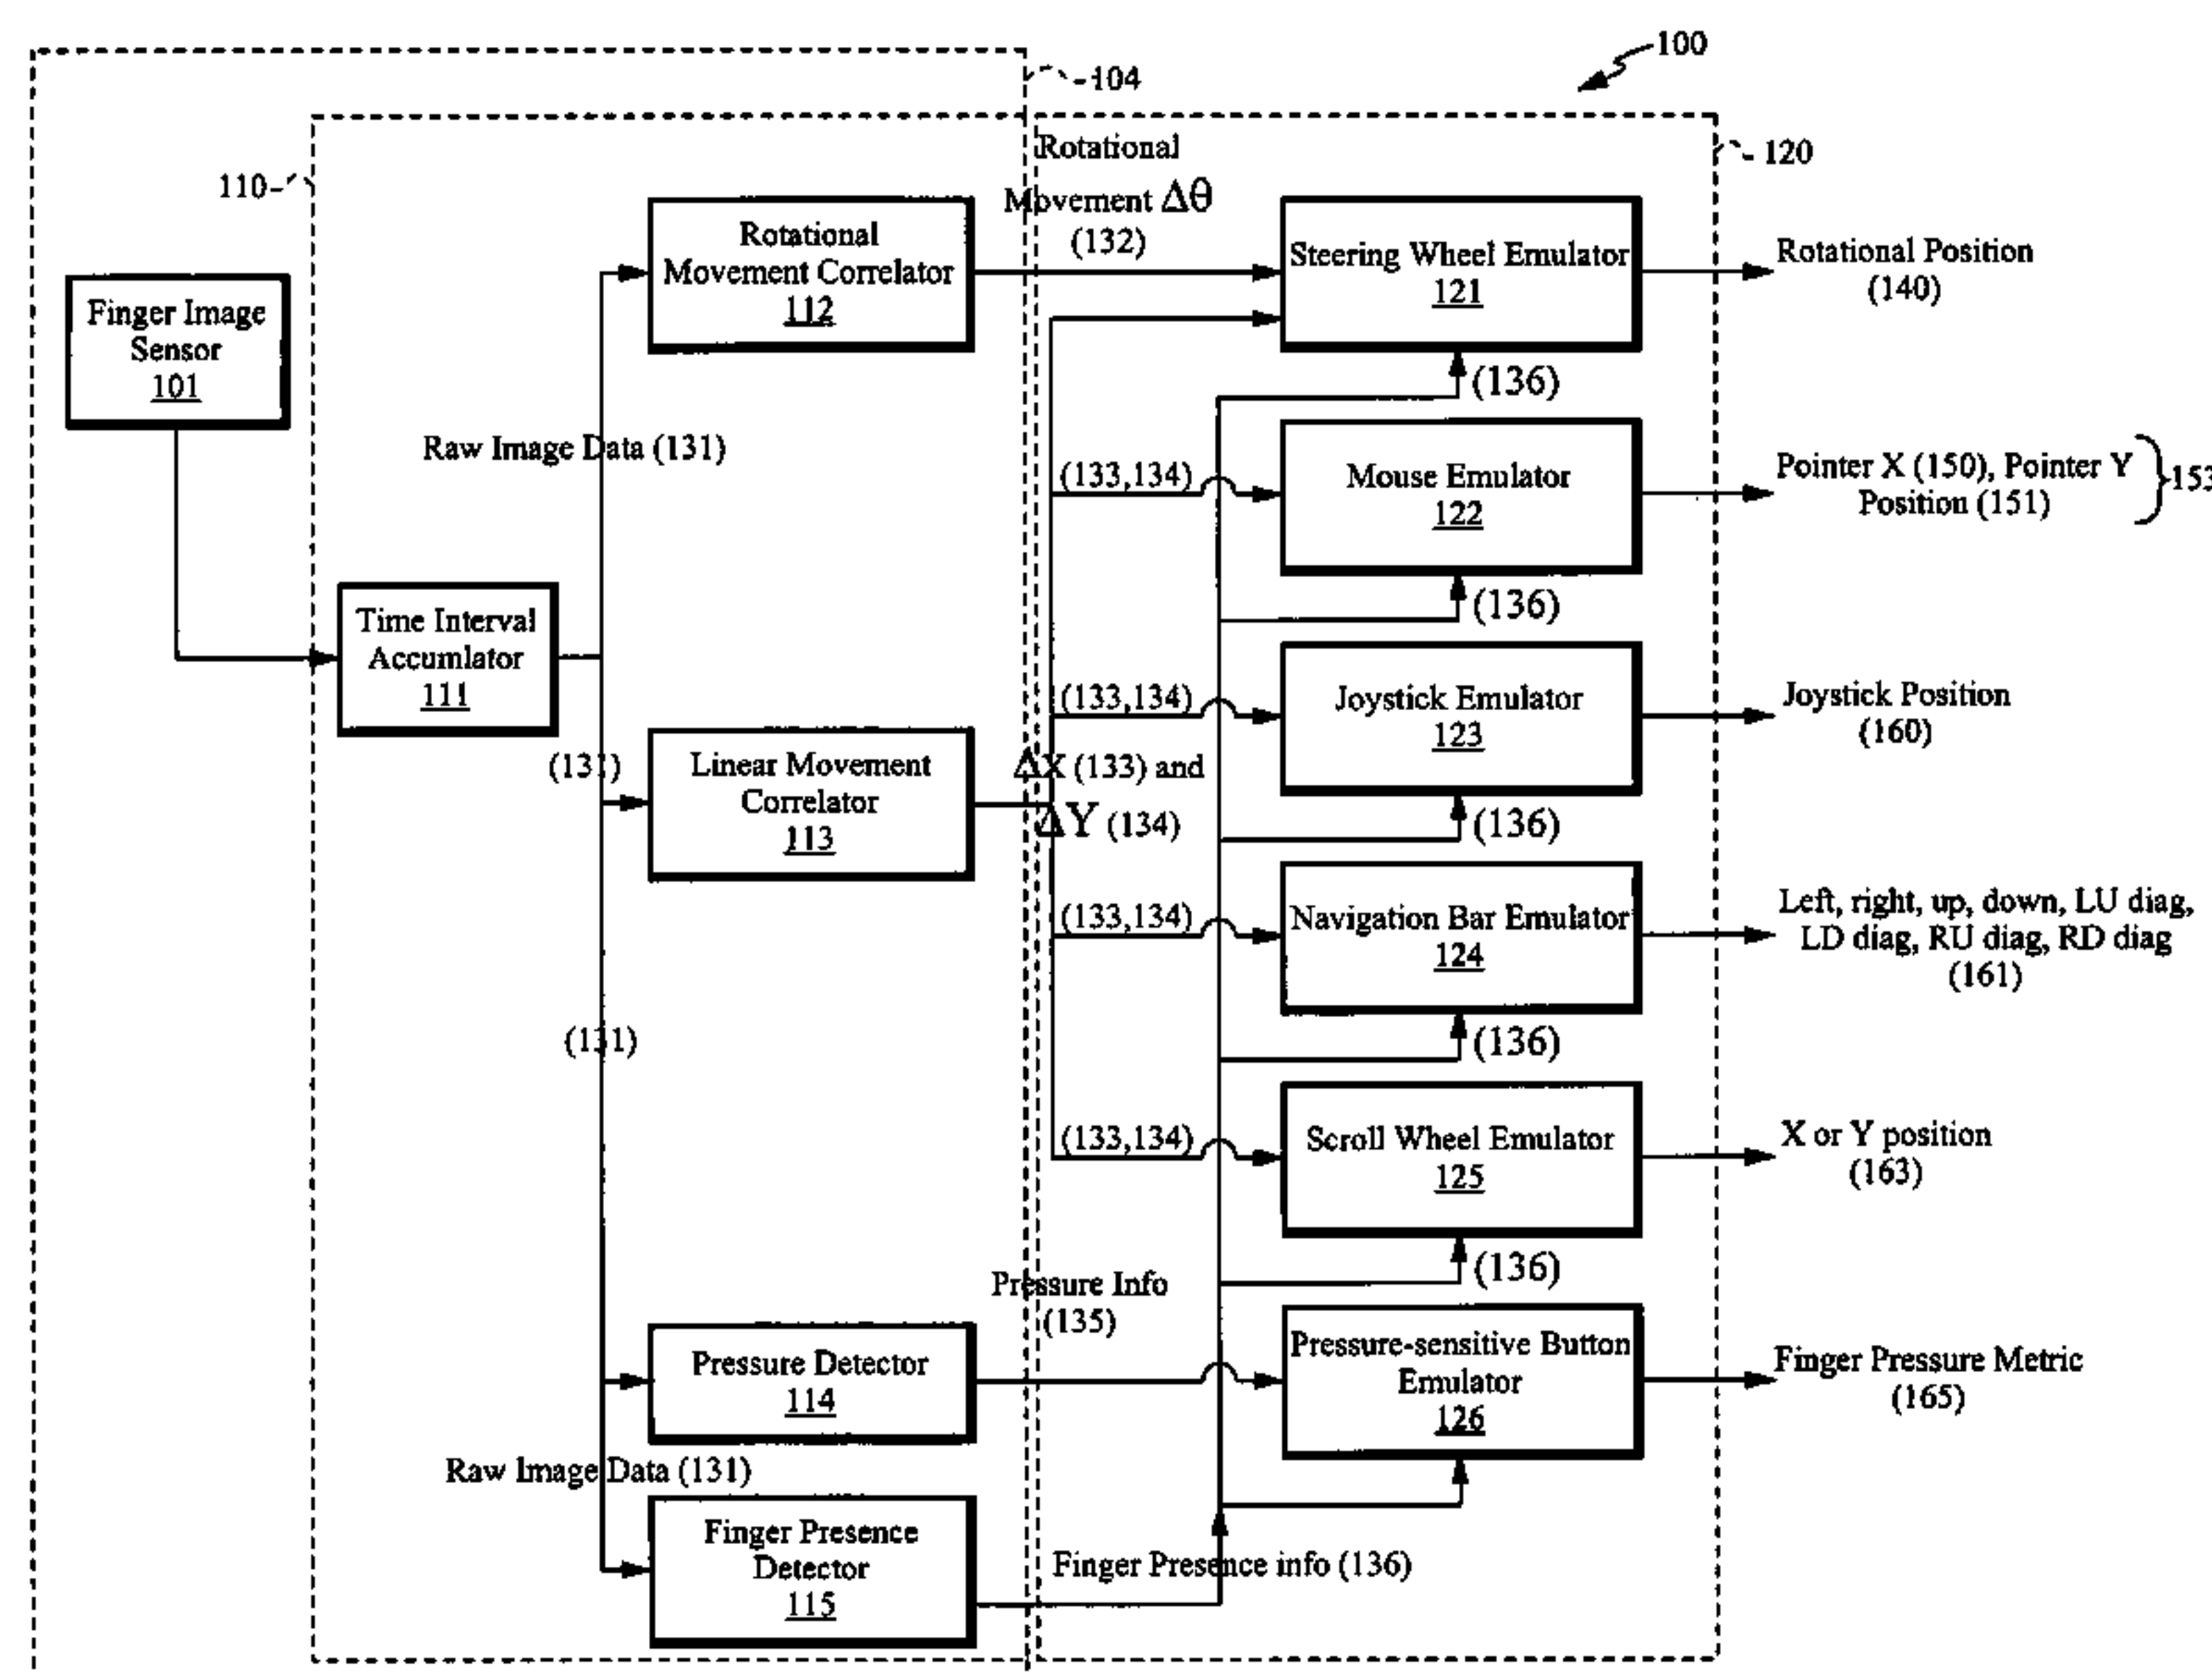 100
104
120
110
Rotational
Movement Δθ
(132)
Finger Image
Sensor
101
Rotational
Movement Correlator
112
Steering Wheel Emulator
121
Rotational Position
(140)
(136)
Raw Image Data (131)
(133,134)
Mouse Emulator
122
Pointer X (150), Pointer Y
Position (151)
153
(136)
Time Interval
Accumlator
111
(133,134)
Joystick Emulator
123
Joystick Position
(160)
(131)
Linear Movement
Correlator
113
ΔX (133) and
ΔY (134)
(136)
(133,134)
Navigation Bar Emulator
124
Left, right, up, down, LU diag,
LD diag, RU diag, RD diag
(161)
(131)
(136)
(133,134)
Scroll Wheel Emulator
125
X or Y position
(163)
(136)
Pressure Info
(135)
Pressure Detector
114
Pressure-sensitive Button
Emulator
126
Finger Pressure Metric
(165)
Raw Image Data (131)
Finger Presence
Detector
115
Finger Presence info (136)